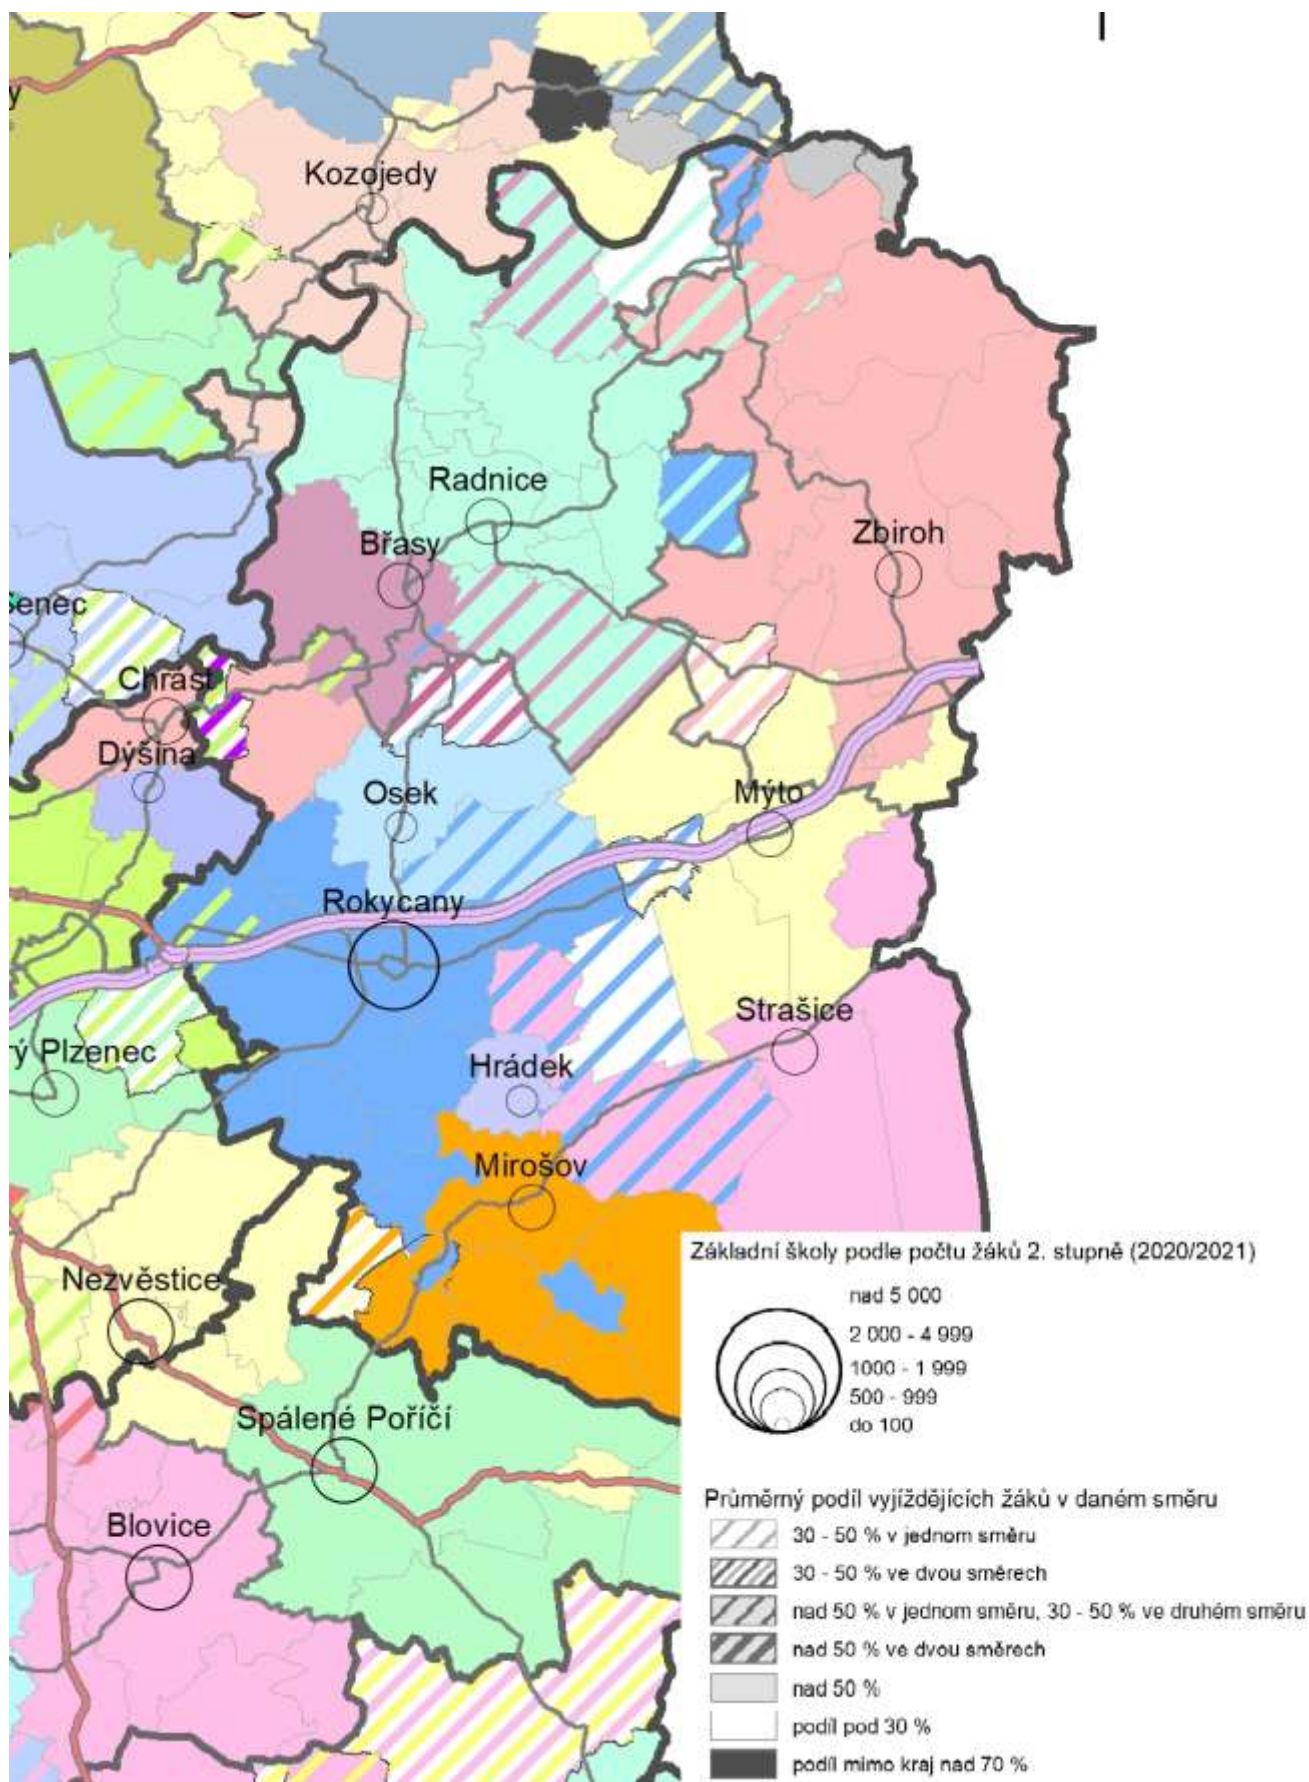 y
Kozojedy
Radnice
Břasy
Zbiroh
šenec
Chrást
Dýšina
Osek
Mýto
Rokycany
Strašice
rý Plzenec
Hrádek
Mirošov
Nezvěstice
Spálené Poříčí
Blovice
Základní školy podle počtu žáků 2. stupně (2020/2021)
nad 5 000
2 000 - 4 999
1000 - 1 999
500 - 999
do 100
Průměrný podíl vyjíždějících žáků v daném směru
30 - 50 % v jednom směru
30 - 50 % ve dvou směrech
nad 50 % v jednom směru, 30 - 50 % ve druhém směru
nad 50 % ve dvou směrech
nad 50 %
podíl pod 30 %
podíl mimo kraj nad 70 %